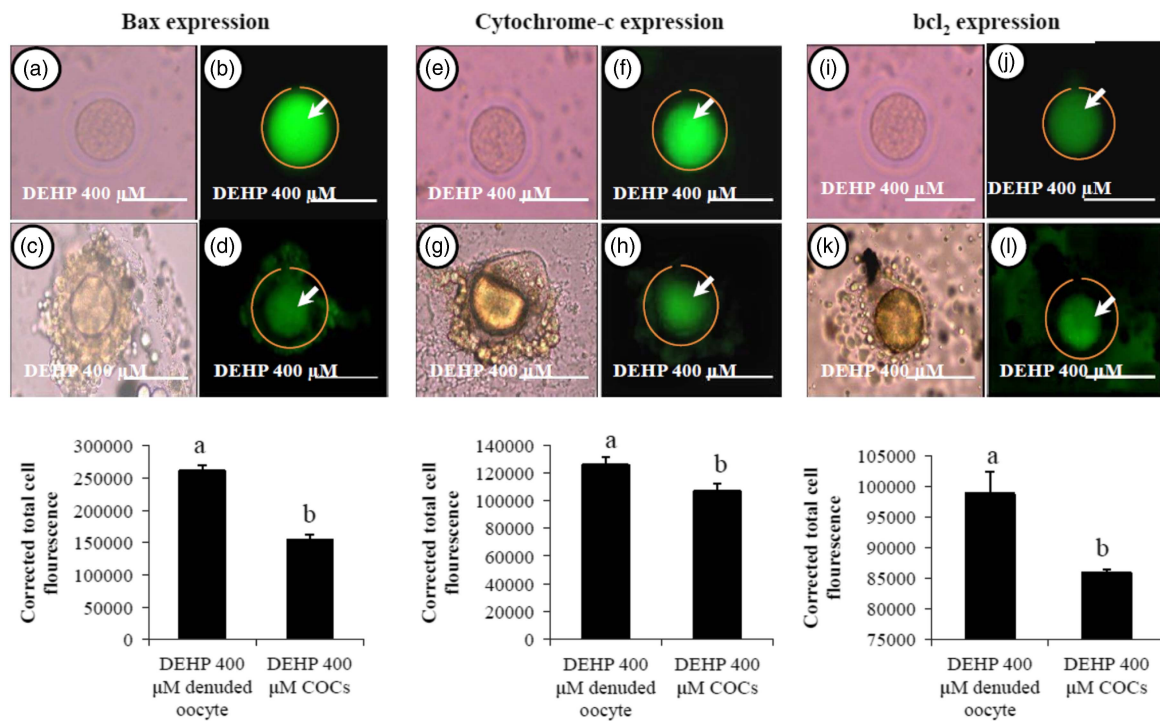 Bax expression
Cytochrome-c expression
bcl2 expression
(a)
(b)
(e)
(f)
(i)
(j)
DEHP 400 µM
DEHP 400 µM
DEHP 400 µM
DEHP 400 µM
DEHP 400 µM
DEHP 400 µM
(c)
(d)
(g)
(h)
(k)
(l)
DEHP 400 µM
DEHP 400 µM
DEHP 400 µM
DEHP 400 µM
DEHP 400 µM
DEHP 400 µM
Corrected total cell
flourescence
300000
250000
200000
150000
100000
50000
0
a
b
DEHP 400
µM denuded
oocyte
DEHP 400
µM COCs
Corrected total cell
flourescence
140000
120000
100000
80000
60000
40000
20000
0
a
b
DEHP 400
µM denuded
oocyte
DEHP 400
µM COCs
Corrected total cell
flourescence
105000
100000
95000
90000
85000
80000
75000
a
b
DEHP 400
µM denuded
oocyte
DEHP 400
µM COCs